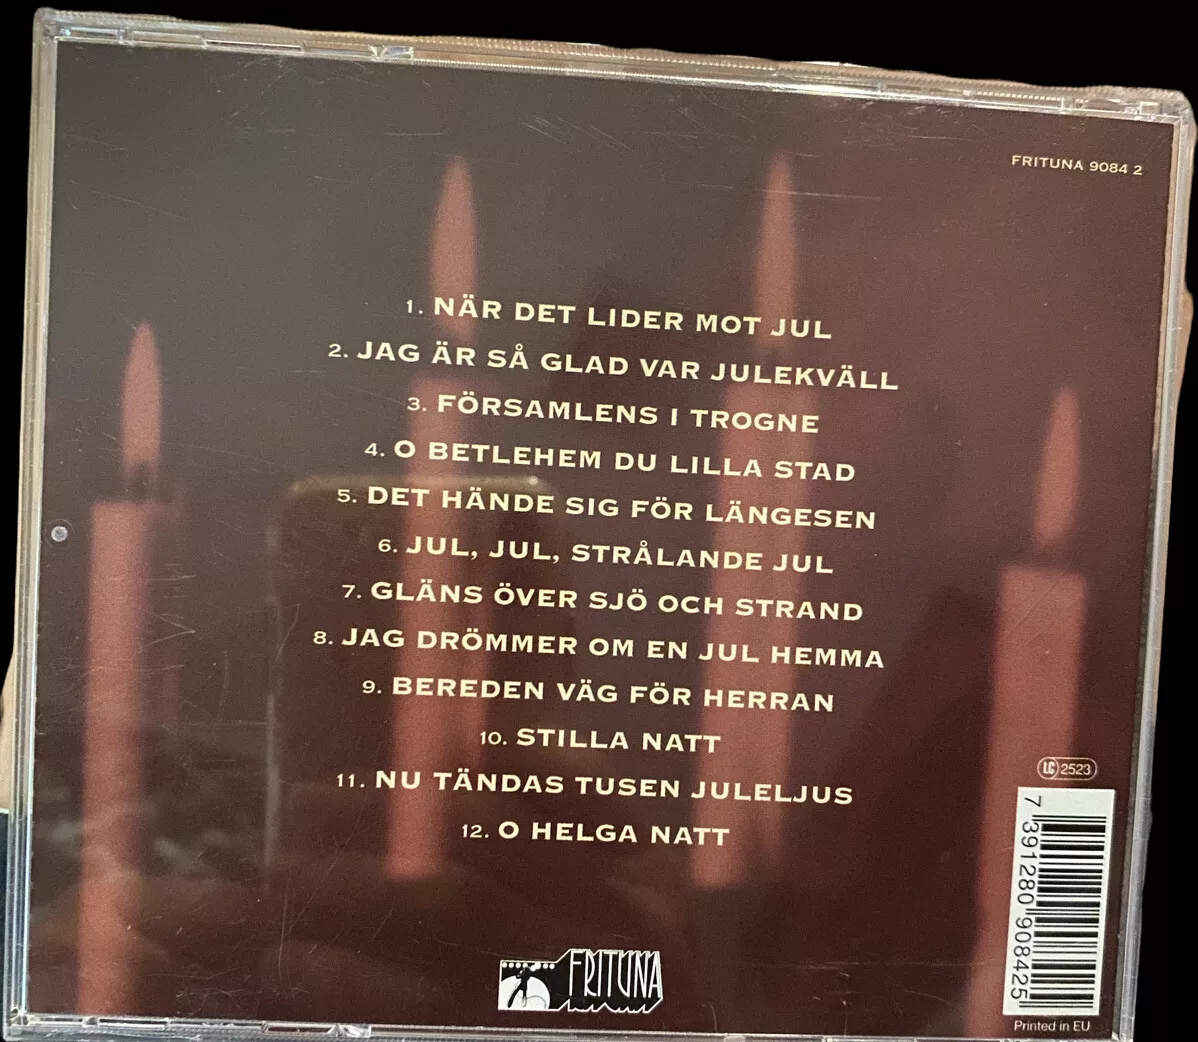 FRITUNA 9084 2
1. NÄR DET LIDER MOT JUL
2. JAG ÄR SÅ GLAD VAR JULEKVÄLL
3. FÖRSAMLENS I TROGNE
4. O BETLEHEM DU LILLA STAD
5. DET HÄNDE SIG FÖR LÄNGESEN
6. JUL, JUL, STRÅLANDE JUL
7. GLÄNS ÖVER SJÖ OCH STRAND
8. JAG DRÖMMER OM EN JUL HEMMA
9. BEREDEN VÄG FÖR HERRAN
10. STILLA NATT
11. NU TÄNDAS TUSEN JULELJUS
12. O HELGA NATT
LC 2523
7 391280 908425
FRITUNA
Printed in EU